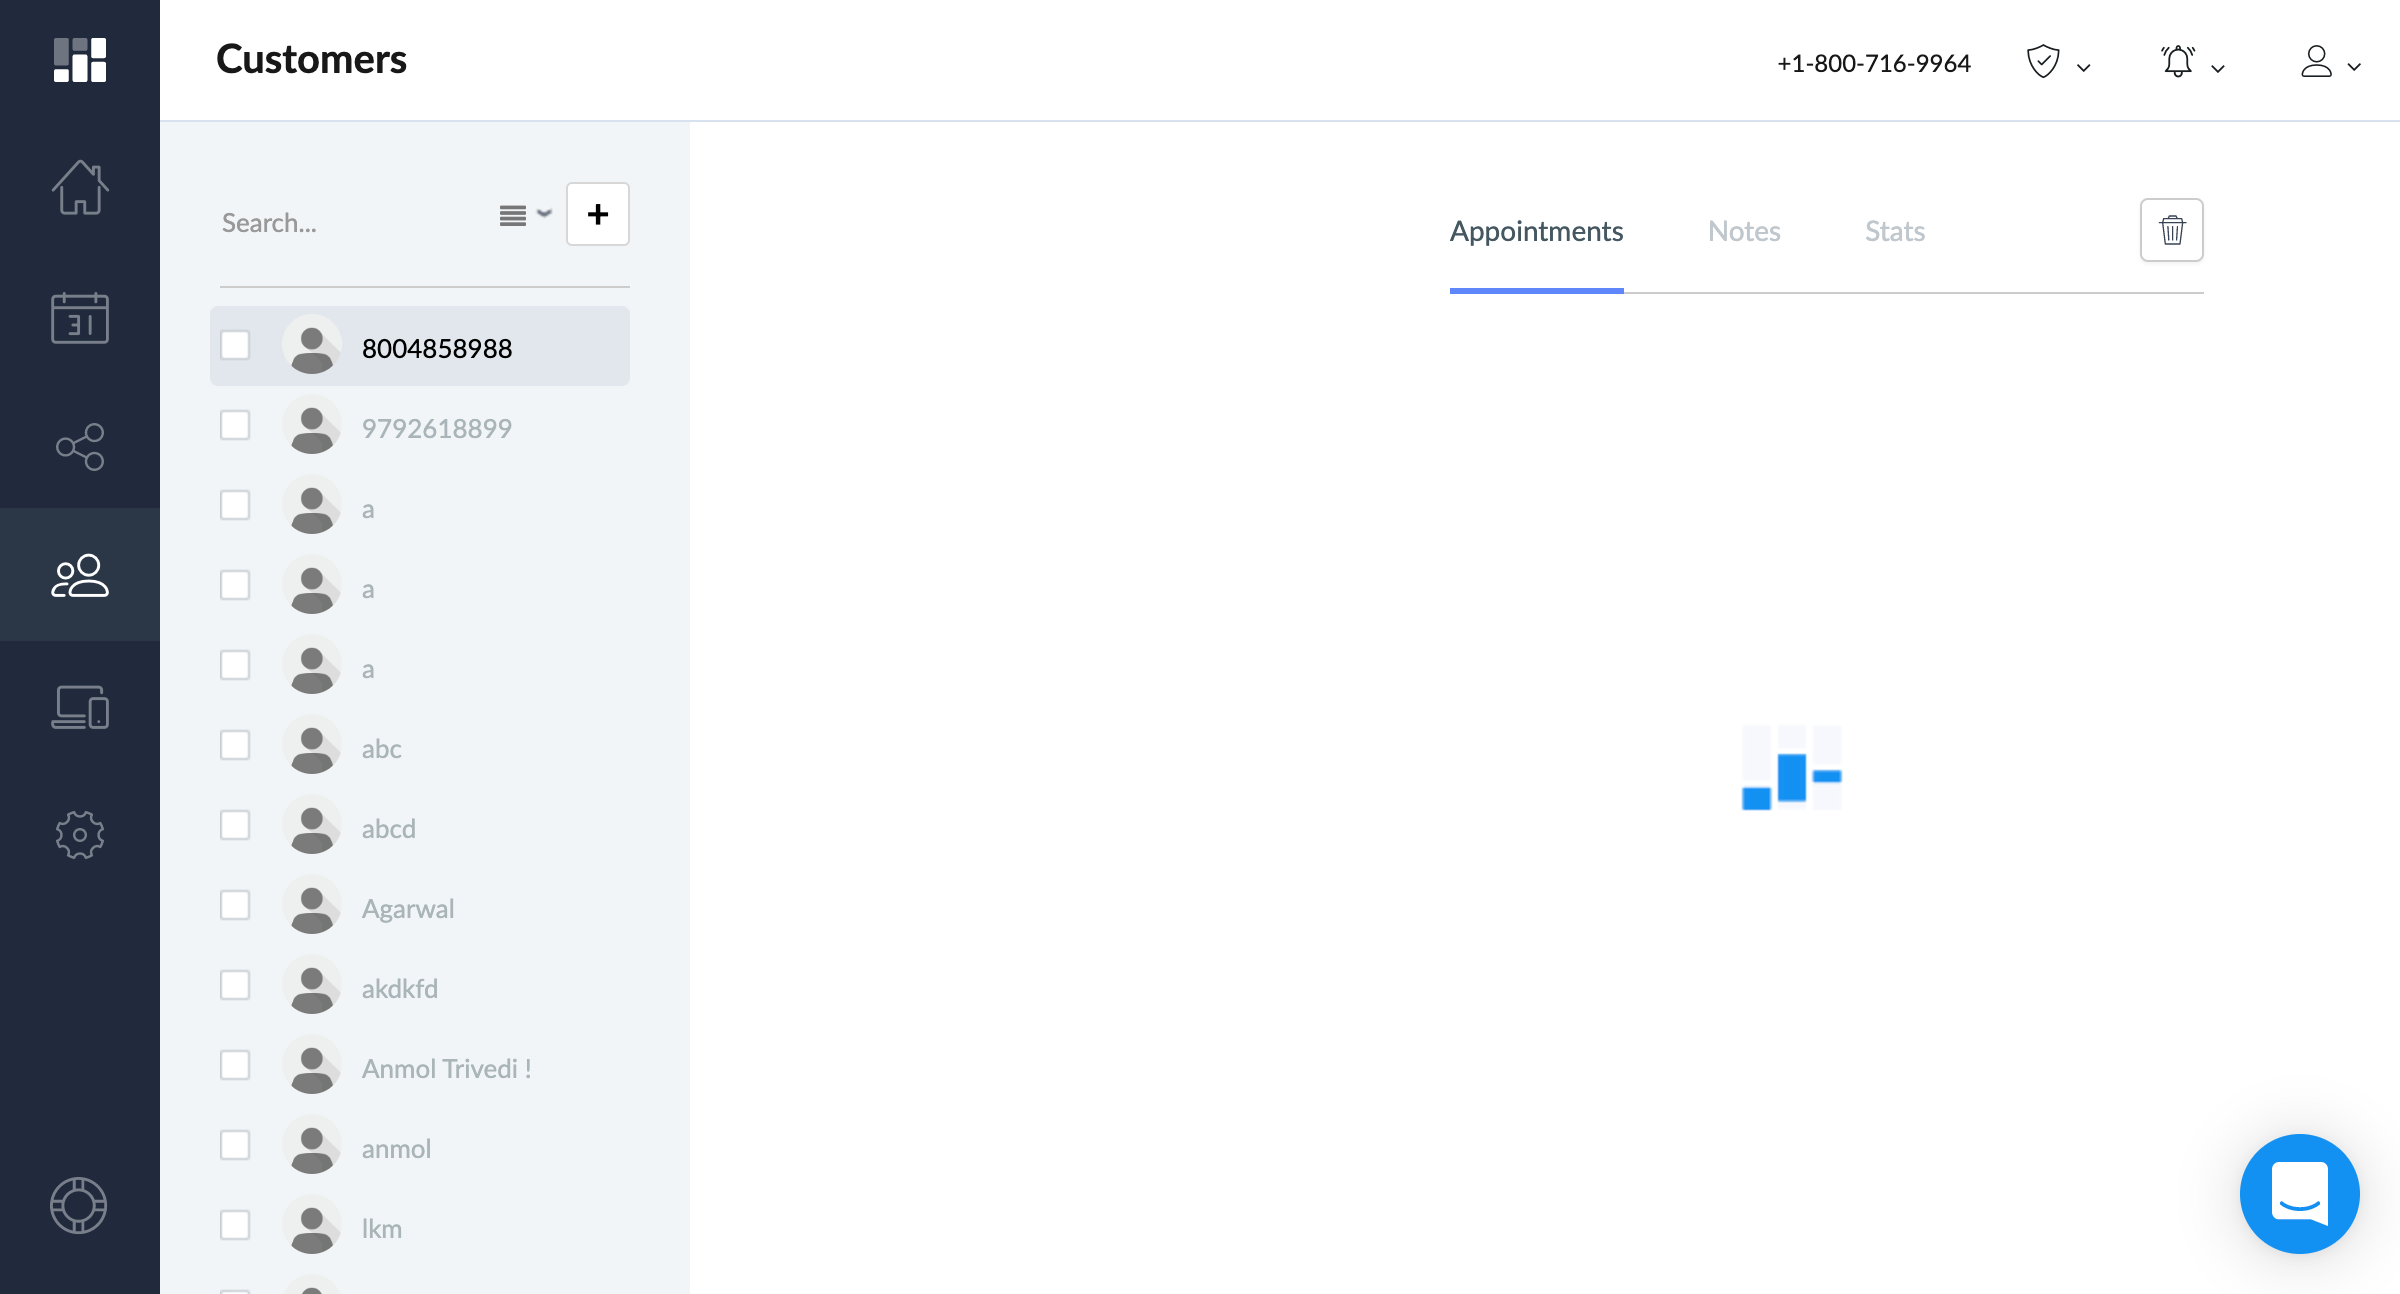 Customers
+1-800-716-9964
Search...
Appointments
Notes
Stats
31
8004858988
9792618899
a
a
a
abc
abcd
Agarwal
akdkfd
Anmol Trivedi !
anmol
lkm